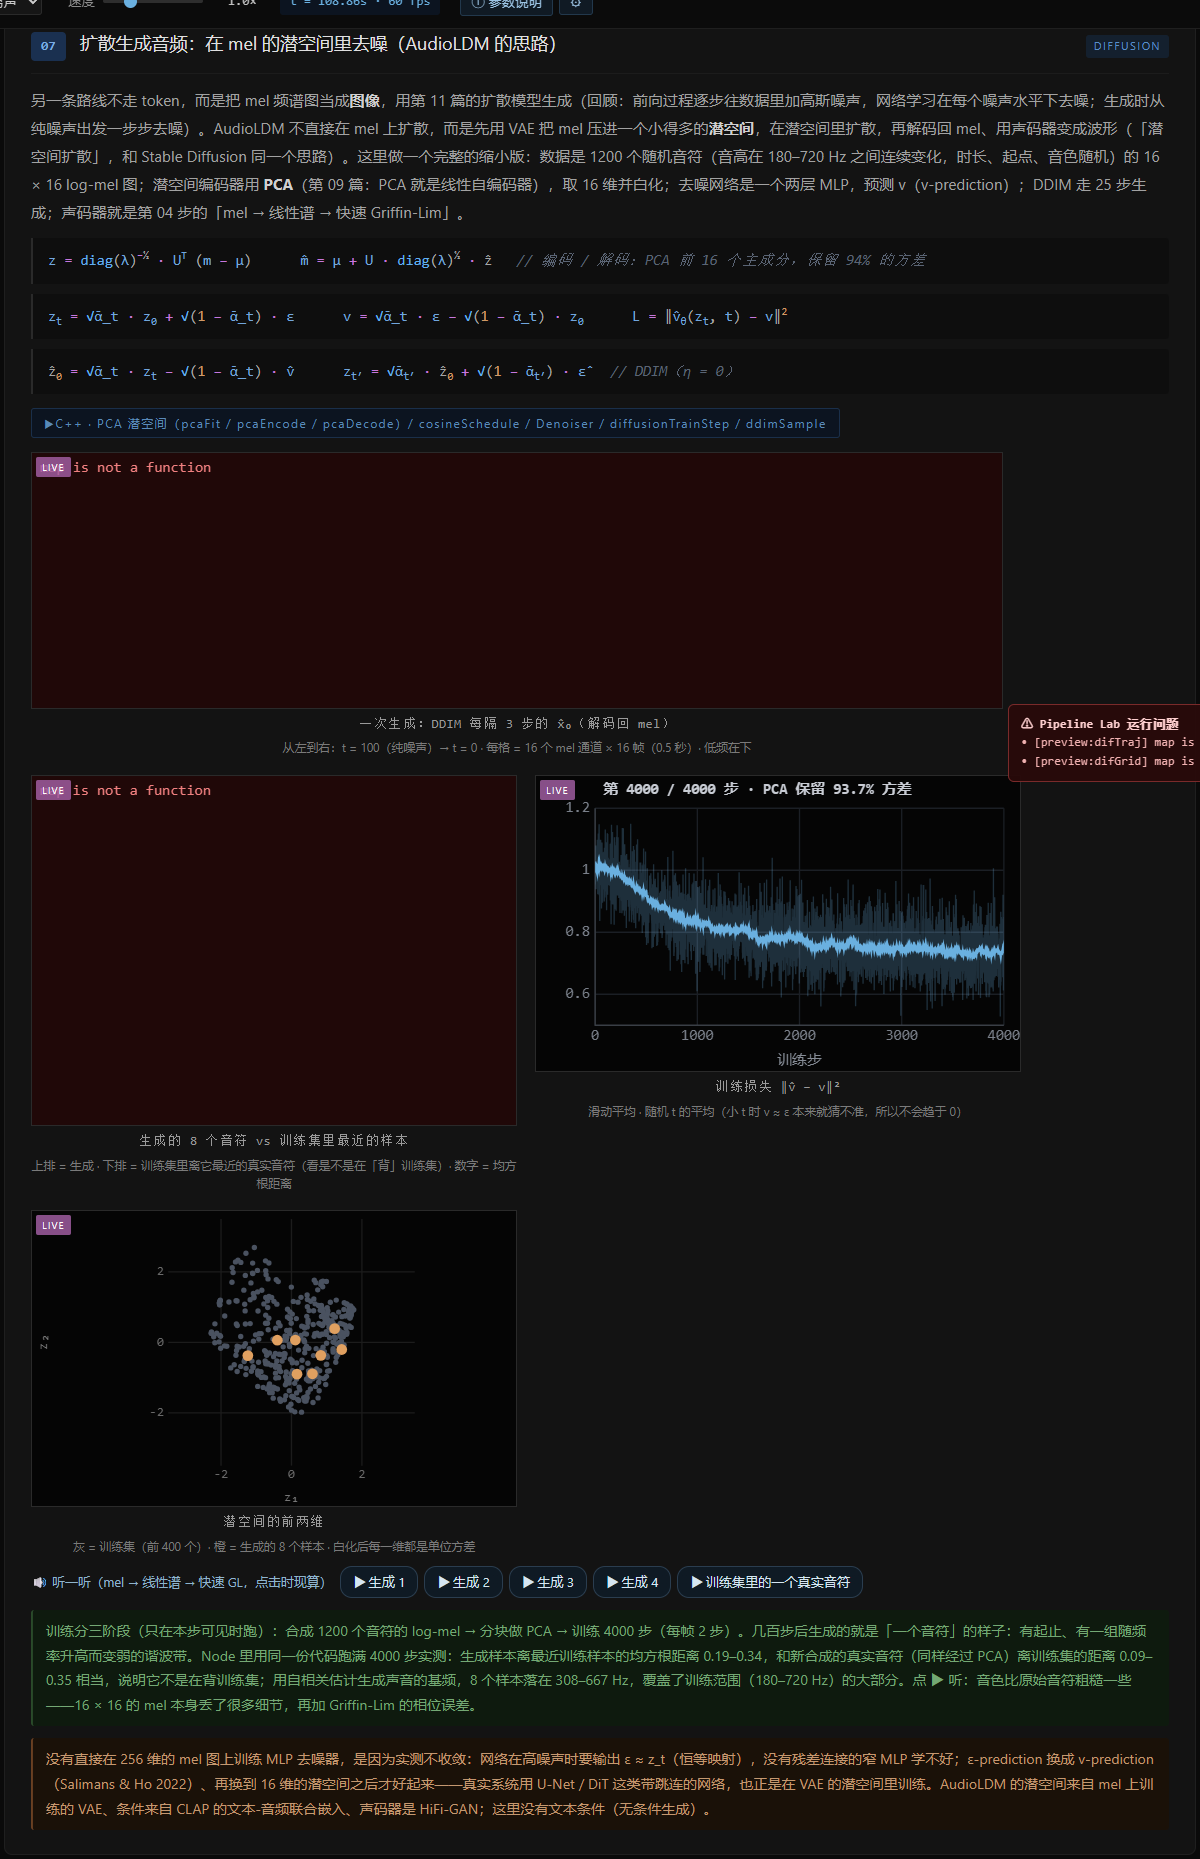 速度
1.0x
t = 108.86s · 60 fps
ⓘ 参数说明
⚙
07
扩散生成音频：在 mel 的潜空间里去噪（AudioLDM 的思路）
DIFFUSION
另一条路线不走 token，而是把 mel 频谱图当成图像，用第 11 篇的扩散模型生成（回顾：前向过程逐步往数据里加高斯噪声，网络学习在每个噪声水平下去噪；生成时从
纯噪声出发一步步去噪）。AudioLDM 不直接在 mel 上扩散，而是先用 VAE 把 mel 压进一个小得多的潜空间，在潜空间里扩散，再解码回 mel、用声码器变成波形（「潜
空间扩散」，和 Stable Diffusion 同一个思路）。这里做一个完整的缩小版：数据是 1200 个随机音符（音高在 180–720 Hz 之间连续变化，时长、起点、音色随机）的 16
× 16 log-mel 图；潜空间编码器用 PCA（第 09 篇：PCA 就是线性自编码器），取 16 维并白化；去噪网络是一个两层 MLP，预测 v（v-prediction）；DDIM 走 25 步生
成；声码器就是第 04 步的「mel → 线性谱 → 快速 Griffin-Lim」。
z = diag(λ)^−½ · Uᵀ (m − μ)   m̂ = μ + U · diag(λ)^½ · ẑ   // 编码 / 解码：PCA 前 16 个主成分，保留 94% 的方差
z_t = √ᾱ_t · z₀ + √(1 − ᾱ_t) · ε   v = √ᾱ_t · ε − √(1 − ᾱ_t) · z₀   L = ‖v̂_θ(z_t, t) − v‖²
ẑ₀ = √ᾱ_t · z_t − √(1 − ᾱ_t) · v̂   z_t′ = √ᾱ_t′ · ẑ₀ + √(1 − ᾱ_t′) · ε̂   // DDIM（η = 0）
▶C++ · PCA 潜空间（pcaFit / pcaEncode / pcaDecode）/ cosineSchedule / Denoiser / diffusionTrainStep / ddimSample
LIVE
is not a function
一次生成：DDIM 每隔 3 步的 x̂₀（解码回 mel）
从左到右：t = 100（纯噪声）→ t = 0 · 每格 = 16 个 mel 通道 × 16 帧（0.5 秒）· 低频在下
⚠ Pipeline Lab 运行问题
• [preview:difTraj] map is
• [preview:difGrid] map is
LIVE
is not a function
生成的 8 个音符 vs 训练集里最近的样本
上排 = 生成 · 下排 = 训练集里离它最近的真实音符（看是不是在「背」训练集）· 数字 = 均方
根距离
LIVE
第 4000 / 4000 步 · PCA 保留 93.7% 方差
1.2
1
0.8
0.6
0
1000
2000
3000
4000
训练步
训练损失 ‖v̂ − v‖²
滑动平均 · 随机 t 的平均（小 t 时 v ≈ ε 本来就猜不准，所以不会趋于 0）
LIVE
2
0
-2
z₂
-2
0
2
z₁
潜空间的前两维
灰 = 训练集（前 400 个）· 橙 = 生成的 8 个样本 · 白化后每一维都是单位方差
🔊 听一听（mel → 线性谱 → 快速 GL，点击时现算）
▶ 生成 1
▶ 生成 2
▶ 生成 3
▶ 生成 4
▶ 训练集里的一个真实音符
训练分三阶段（只在本步可见时跑）：合成 1200 个音符的 log-mel → 分块做 PCA → 训练 4000 步（每帧 2 步）。几百步后生成的就是「一个音符」的样子：有起止、有一组随频
率升高而变弱的谐波带。Node 里用同一份代码跑满 4000 步实测：生成样本离最近训练样本的均方根距离 0.19–0.34，和新合成的真实音符（同样经过 PCA）离训练集的距离 0.09–
0.35 相当，说明它不是在背训练集；用自相关估计生成声音的基频，8 个样本落在 308–667 Hz，覆盖了训练范围（180–720 Hz）的大部分。点 ▶ 听：音色比原始音符粗糙一些
——16 × 16 的 mel 本身丢了很多细节，再加 Griffin-Lim 的相位误差。
没有直接在 256 维的 mel 图上训练 MLP 去噪器，是因为实测不收敛：网络在高噪声时要输出 ε ≈ z_t（恒等映射），没有残差连接的窄 MLP 学不好；ε-prediction 换成 v-prediction
（Salimans & Ho 2022）、再换到 16 维的潜空间之后才好起来——真实系统用 U-Net / DiT 这类带跳连的网络，也正是在 VAE 的潜空间里训练。AudioLDM 的潜空间来自 mel 上训
练的 VAE、条件来自 CLAP 的文本-音频联合嵌入、声码器是 HiFi-GAN；这里没有文本条件（无条件生成）。